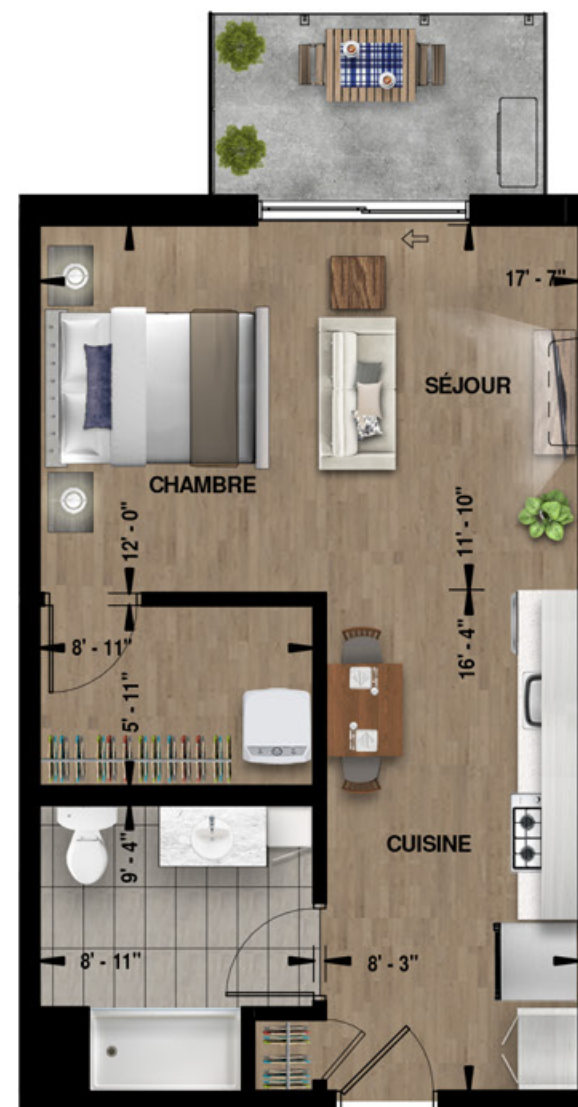 17' - 7"
SÉJOUR
CHAMBRE
12' - 0"
11' - 10"
8' - 11"
16' - 4"
5' - 11"
CUISINE
9' - 4"
8' - 11"
8' - 3"